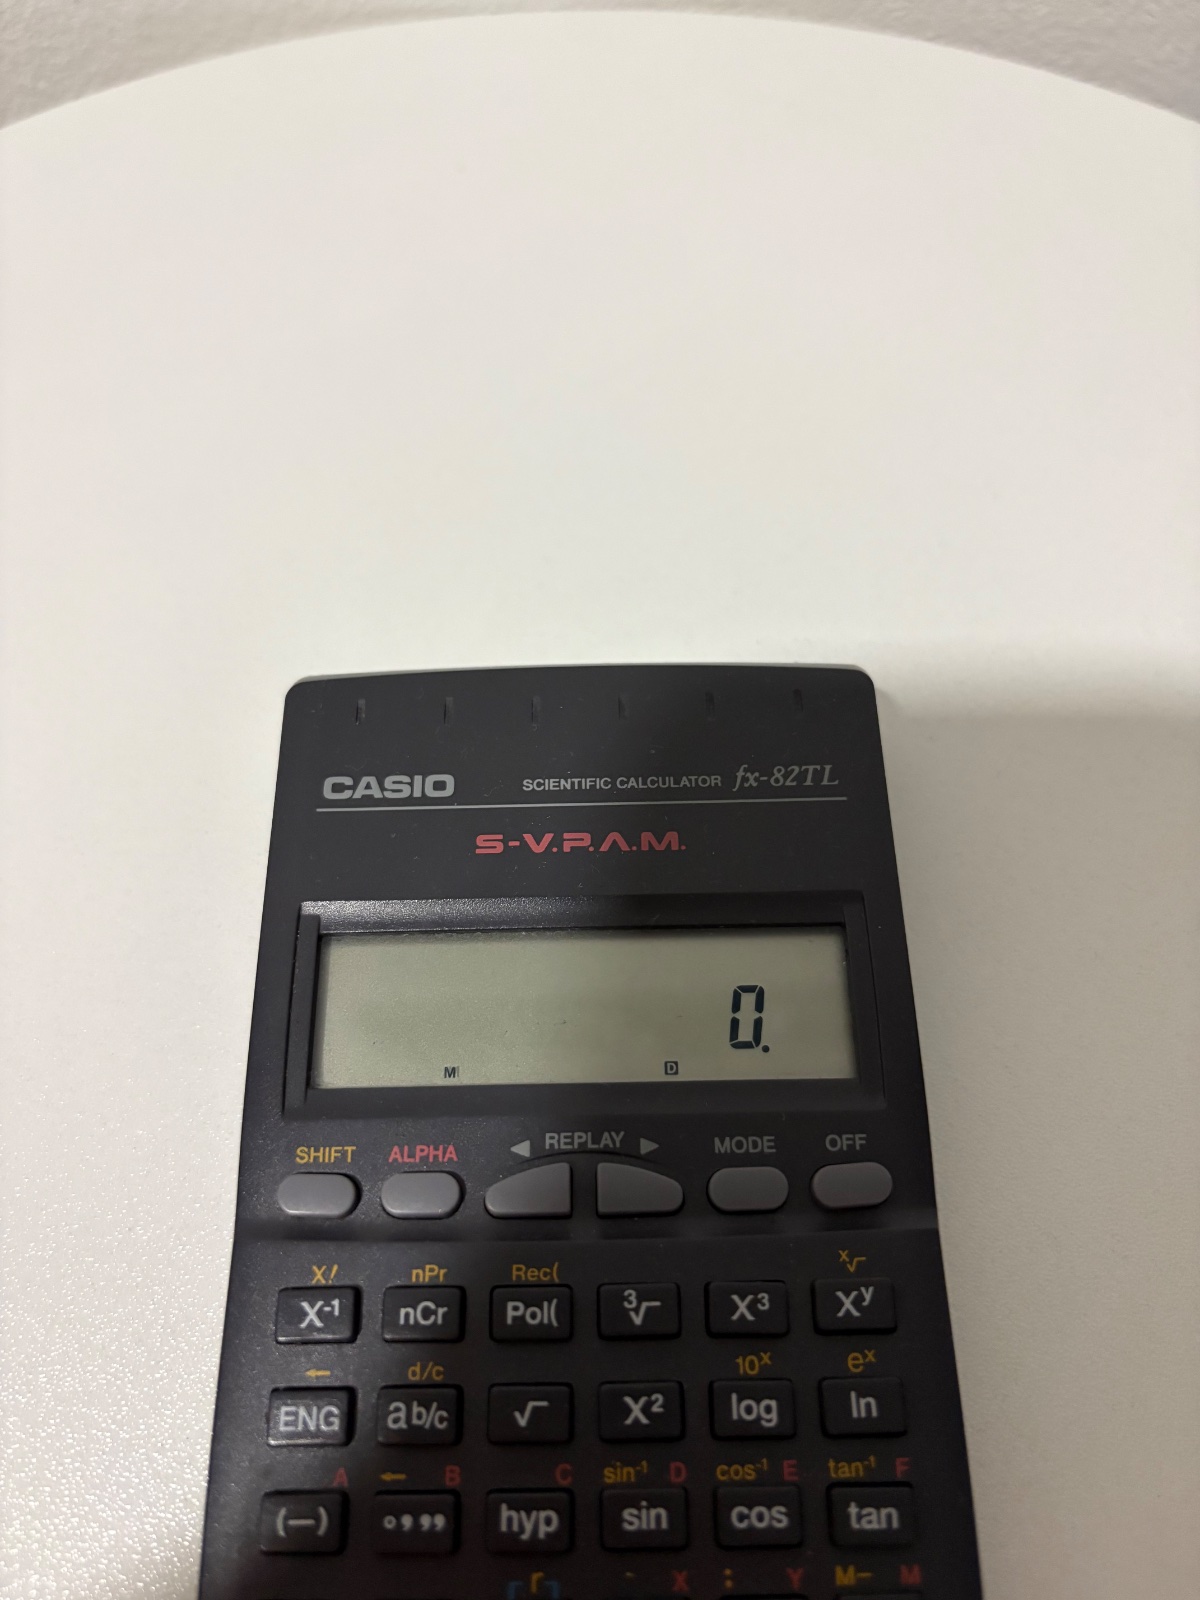 CASIO SCIENTIFIC CALCULATOR fx-82TL
S-V.P.A.M.
0.
M D
SHIFT ALPHA ◀ REPLAY ▶ MODE OFF
x√
X! nPr Rec(
X-1 nCr Pol( 3√ X3 Xy
← d/c 10x ex
ENG ab/c √ X2 log ln
A ← B C sin-1 D cos-1 E tan-1 F
(—) °,,, hyp sin cos tan
X ; Y M– M